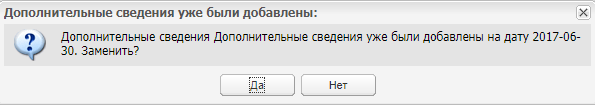 Дополнительные сведения уже были добавлены:
Дополнительные сведения Дополнительные сведения уже были добавлены на дату 2017-06-
30. Заменить?
Да
Нет